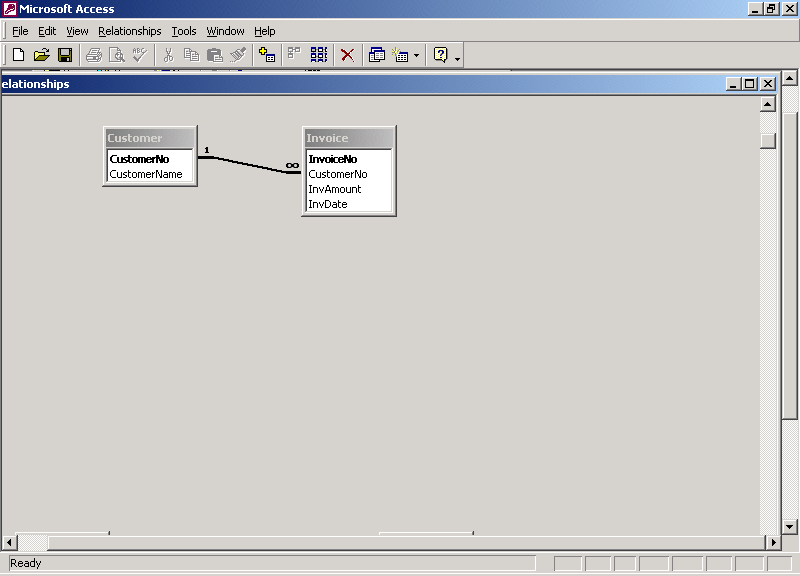 Microsoft Access
File Edit View Relationships Tools Window Help
ABC
elationships
Customer
CustomerNo
CustomerName
1
∞
Invoice
InvoiceNo
CustomerNo
InvAmount
InvDate
Ready